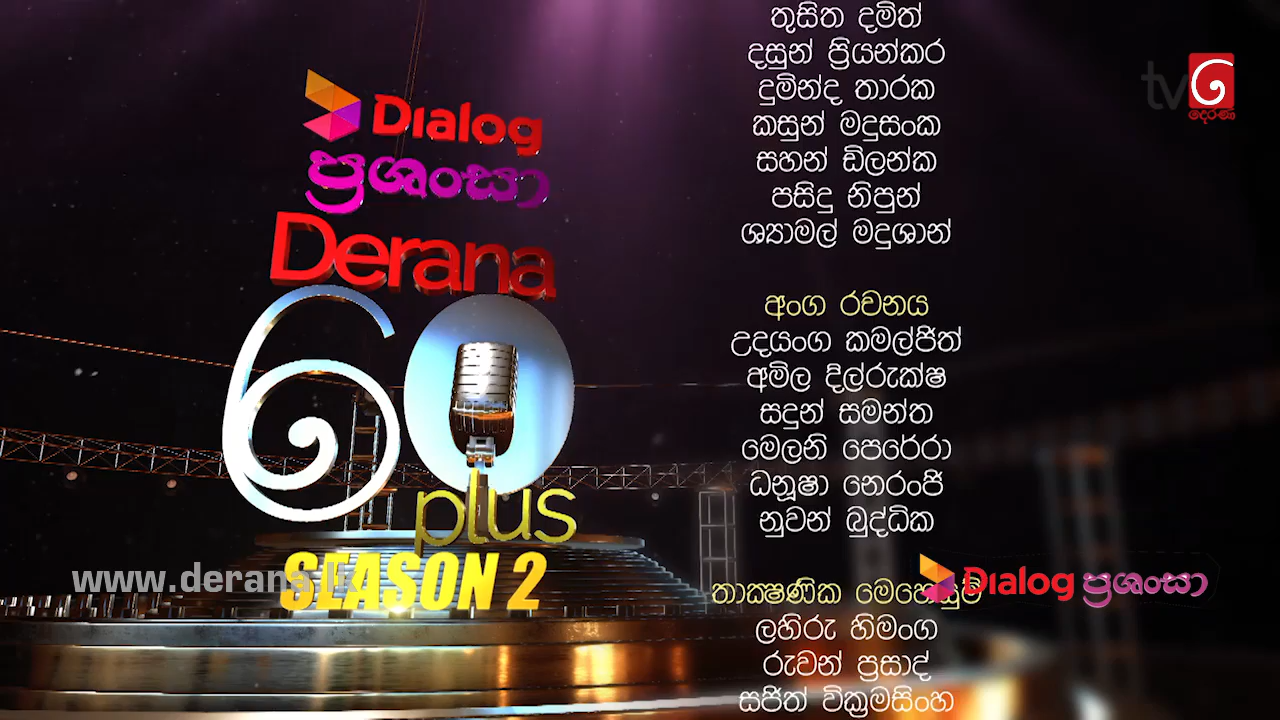 තුසිත දමිත්
දසුන් ප්‍රියන්කර
දුමින්ද තාරක
කසුන් මදුසංක
සහන් ඩිලන්ක
පසිදු නිපුන්
ශ්‍යාමල් මදුශාන්
අංග රචනය
උදයංග කමල්ජිත්
අමිල දිල්රුක්ෂ
සදුන් සමන්ත
මෙලනි පෙරේරා
ධනූෂා නෙරංජි
නුවන් බුද්ධික
තාක්‍ෂණික
ලහිරු හිමංග
රුවන් ප්‍රසාද්
සජිත් වික්‍රමසිංහ
Dialog
ප්‍රශංසා
Derana
60
plus
SEASON 2
www.derana.lk
tv
දෙරණ
Dialog ප්‍රශංසා